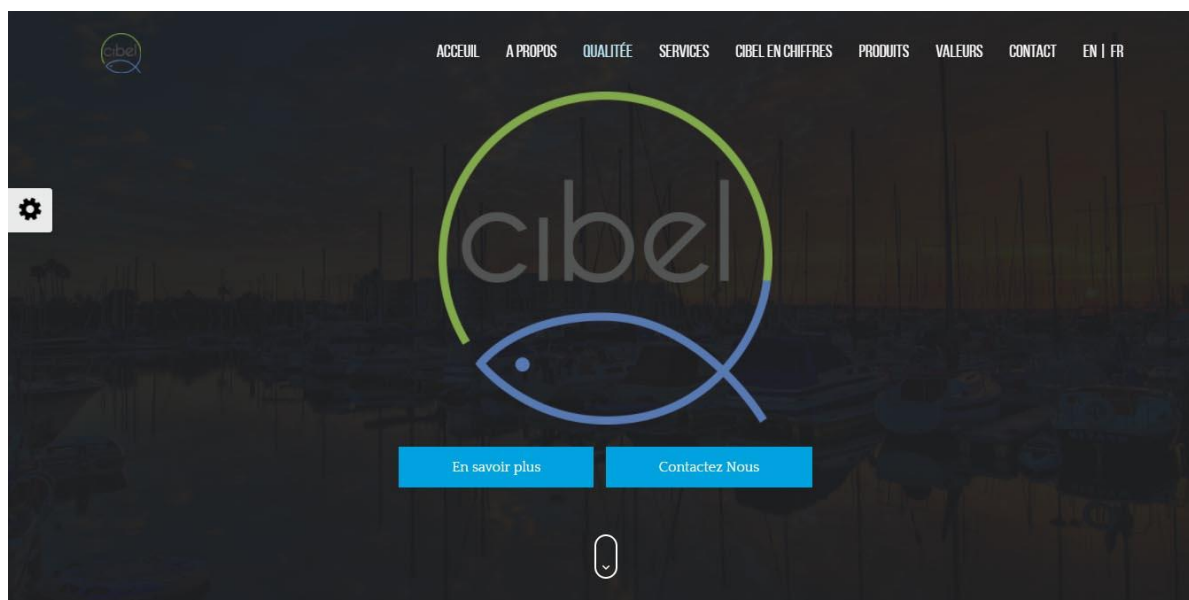 cibel
ACCEUIL A PROPOS QUALITÉE SERVICES CIBEL EN CHIFFRES PRODUITS VALEURS CONTACT EN | FR
cibel
En savoir plus Contactez Nous